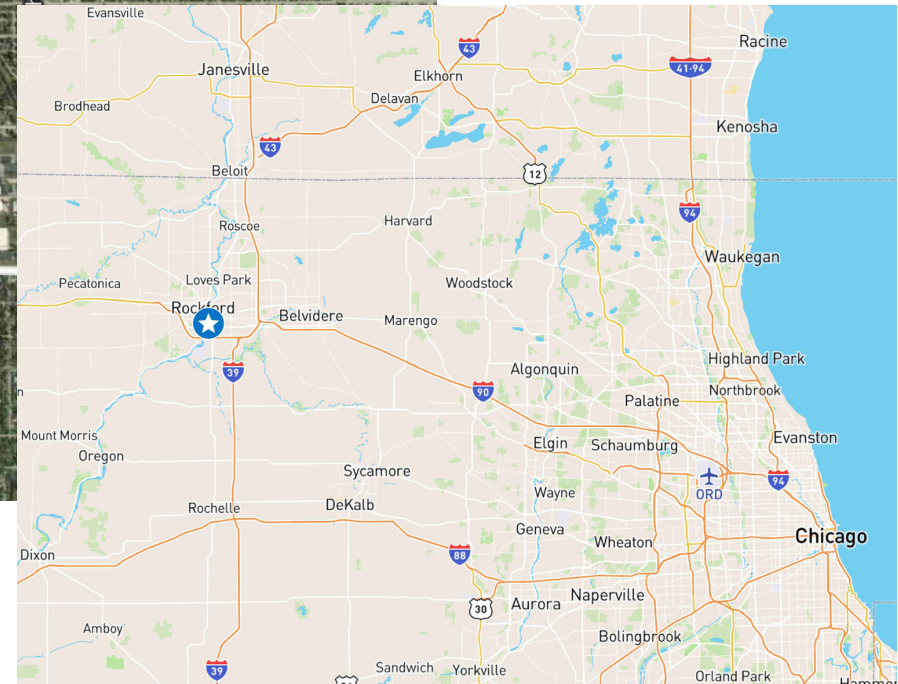 Evansville
Racine
43
41-94
Janesville
Elkhorn
Delavan
Brodhead
Kenosha
43
Beloit
12
94
Harvard
Roscoe
Waukegan
Loves Park
Pecatonica
Woodstock
Rockford
Belvidere
Marengo
Highland Park
39
Algonquin
90
Northbrook
Palatine
Mount Morris
Evanston
Elgin
Schaumburg
Oregon
Sycamore
94
ORD
Wayne
DeKalb
Rochelle
Geneva
Chicago
Wheaton
Dixon
88
Naperville
30
Aurora
Amboy
Bolingbrook
39
Sandwich
Yorkville
Orland Park